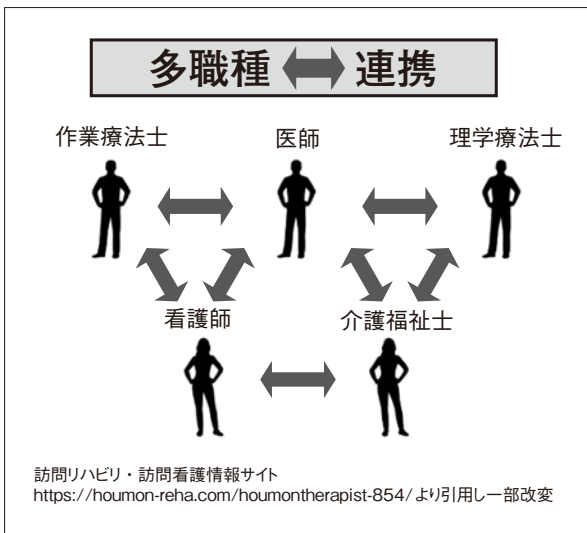 多職種 連携
作業療法士 医師 理学療法士
看護師 介護福祉士
訪問リハビリ・訪問看護情報サイト
https://houmon-reha.com/houmontherapist-854/より引用し一部改変